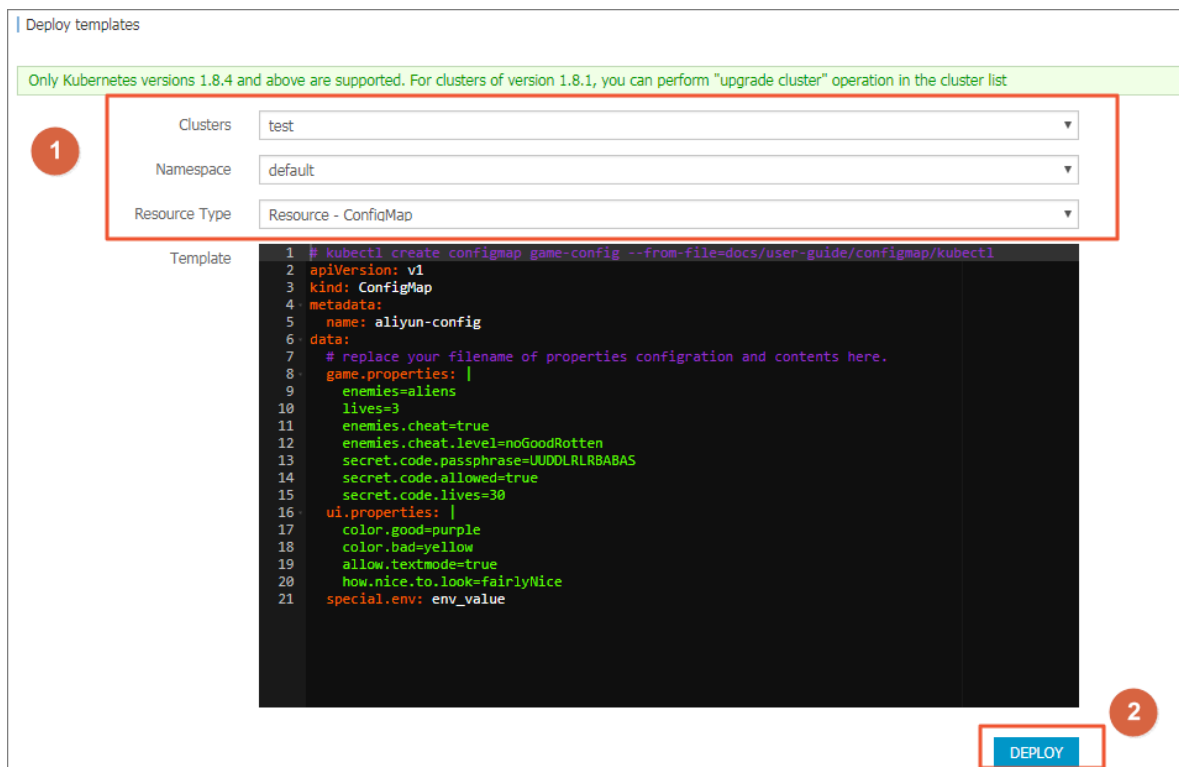 Deploy templates
Only Kubernetes versions 1.8.4 and above are supported. For clusters of version 1.8.1, you can perform "upgrade cluster" operation in the cluster list
1
Clusters test
Namespace default
Resource Type Resource - ConfigMap
Template
1 # kubectl create configmap game-config --from-file=docs/user-guide/configmap/kubectl
2 apiVersion: v1
3 kind: ConfigMap
4 metadata:
5   name: aliyun-config
6 data:
7   # replace your filename of properties configration and contents here.
8   game.properties: |
9     enemies=aliens
10     lives=3
11     enemies.cheat=true
12     enemies.cheat.level=noGoodRotten
13     secret.code.passphrase=UUDDLRLRBABAS
14     secret.code.allowed=true
15     secret.code.lives=30
16   ui.properties: |
17     color.good=purple
18     color.bad=yellow
19     allow.textmode=true
20     how.nice.to.look=fairlyNice
21   special.env: env_value
2
DEPLOY